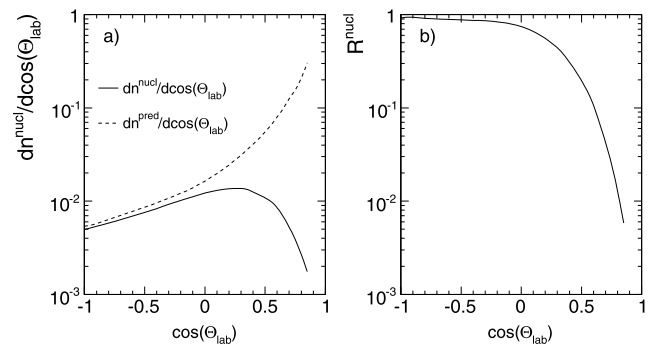 a)
dn^nucl/dcos(Θ_lab)
1
10^-1
10^-2
10^-3
dn^nucl/dcos(Θ_lab)
dn^pred/dcos(Θ_lab)
-1 -0.5 0 0.5 1
cos(Θ_lab)
b)
R^nucl
1
10^-1
10^-2
10^-3
-1 -0.5 0 0.5 1
cos(Θ_lab)